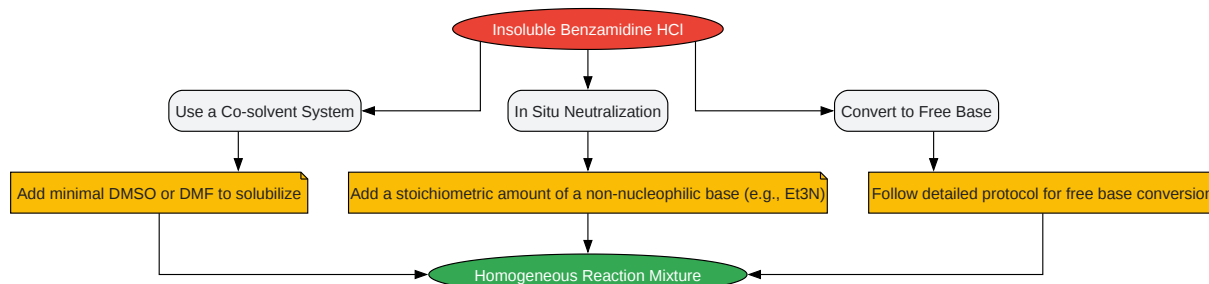 Insoluble Benzamidine HCl
Use a Co-solvent System
In Situ Neutralization
Convert to Free Base
Add minimal DMSO or DMF to solubilize
Add a stoichiometric amount of a non-nucleophilic base (e.g., Et3N)
Follow detailed protocol for free base conversion
Homogeneous Reaction Mixture